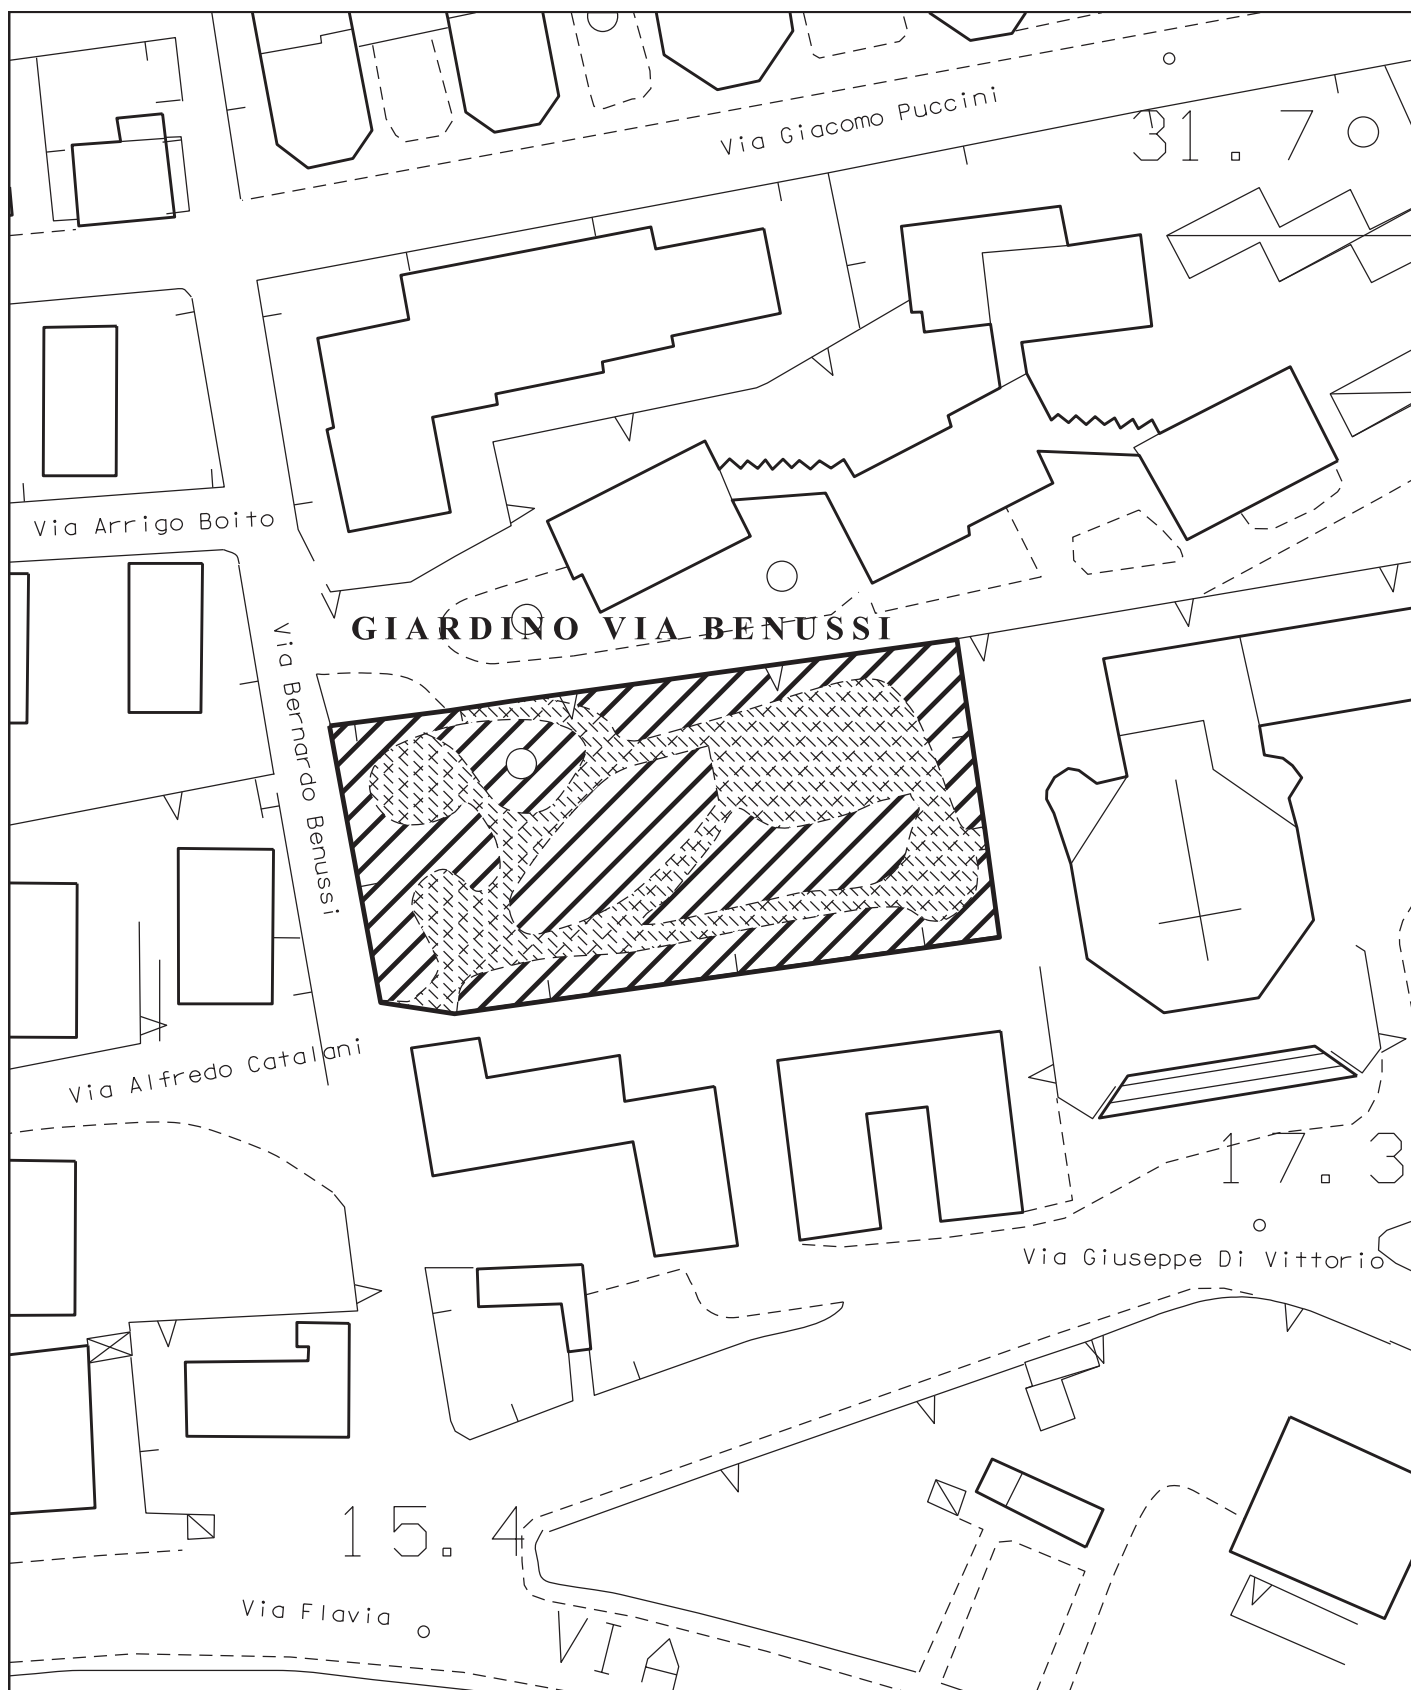 Via Giacomo Puccini
31.7
Via Arrigo Boito
GIARDINO VIA BENUSSI
Via Bernardo Benussi
Via Alfredo Catalani
17.3
Via Giuseppe Di Vittorio
15.4
Via Flavia
VIA